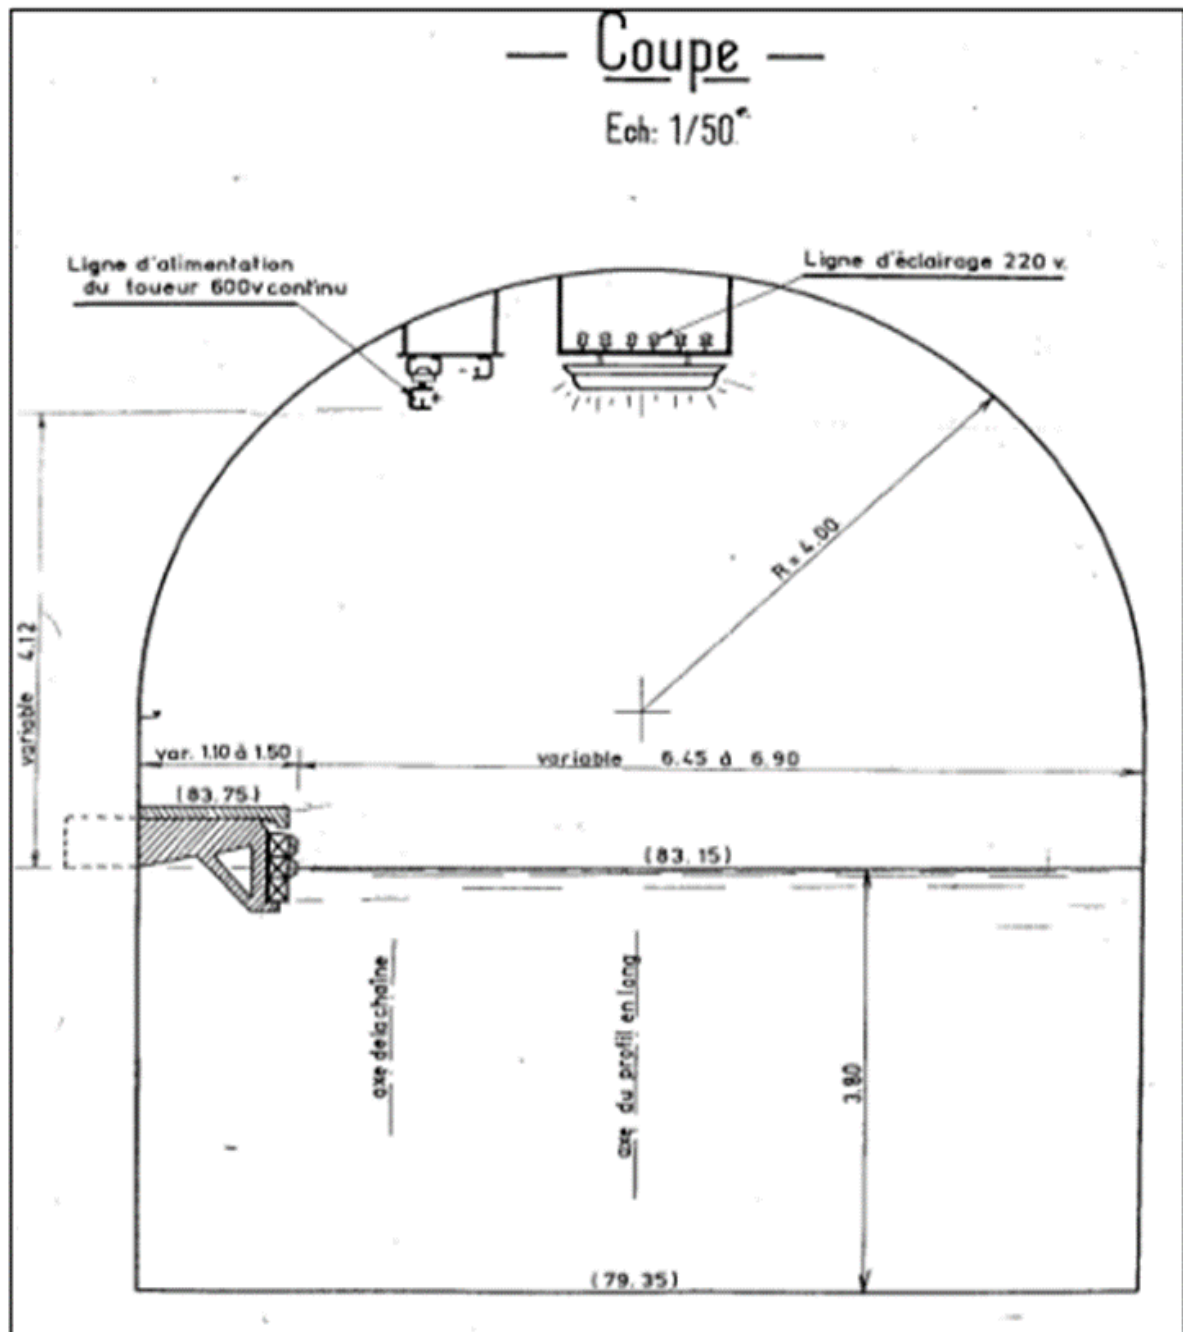 — Coupe —
Ech: 1/50e
Ligne d'alimentation
du toueur 600v continu
Ligne d'éclairage 220 v.
- +
+
R = 4.00
variable 4.12
var. 1.10 à 1.50
variable 6.45 à 6.90
(83.75)
(83.15)
axe de la chaîne
axe du profil en long
3.80
(79.35)